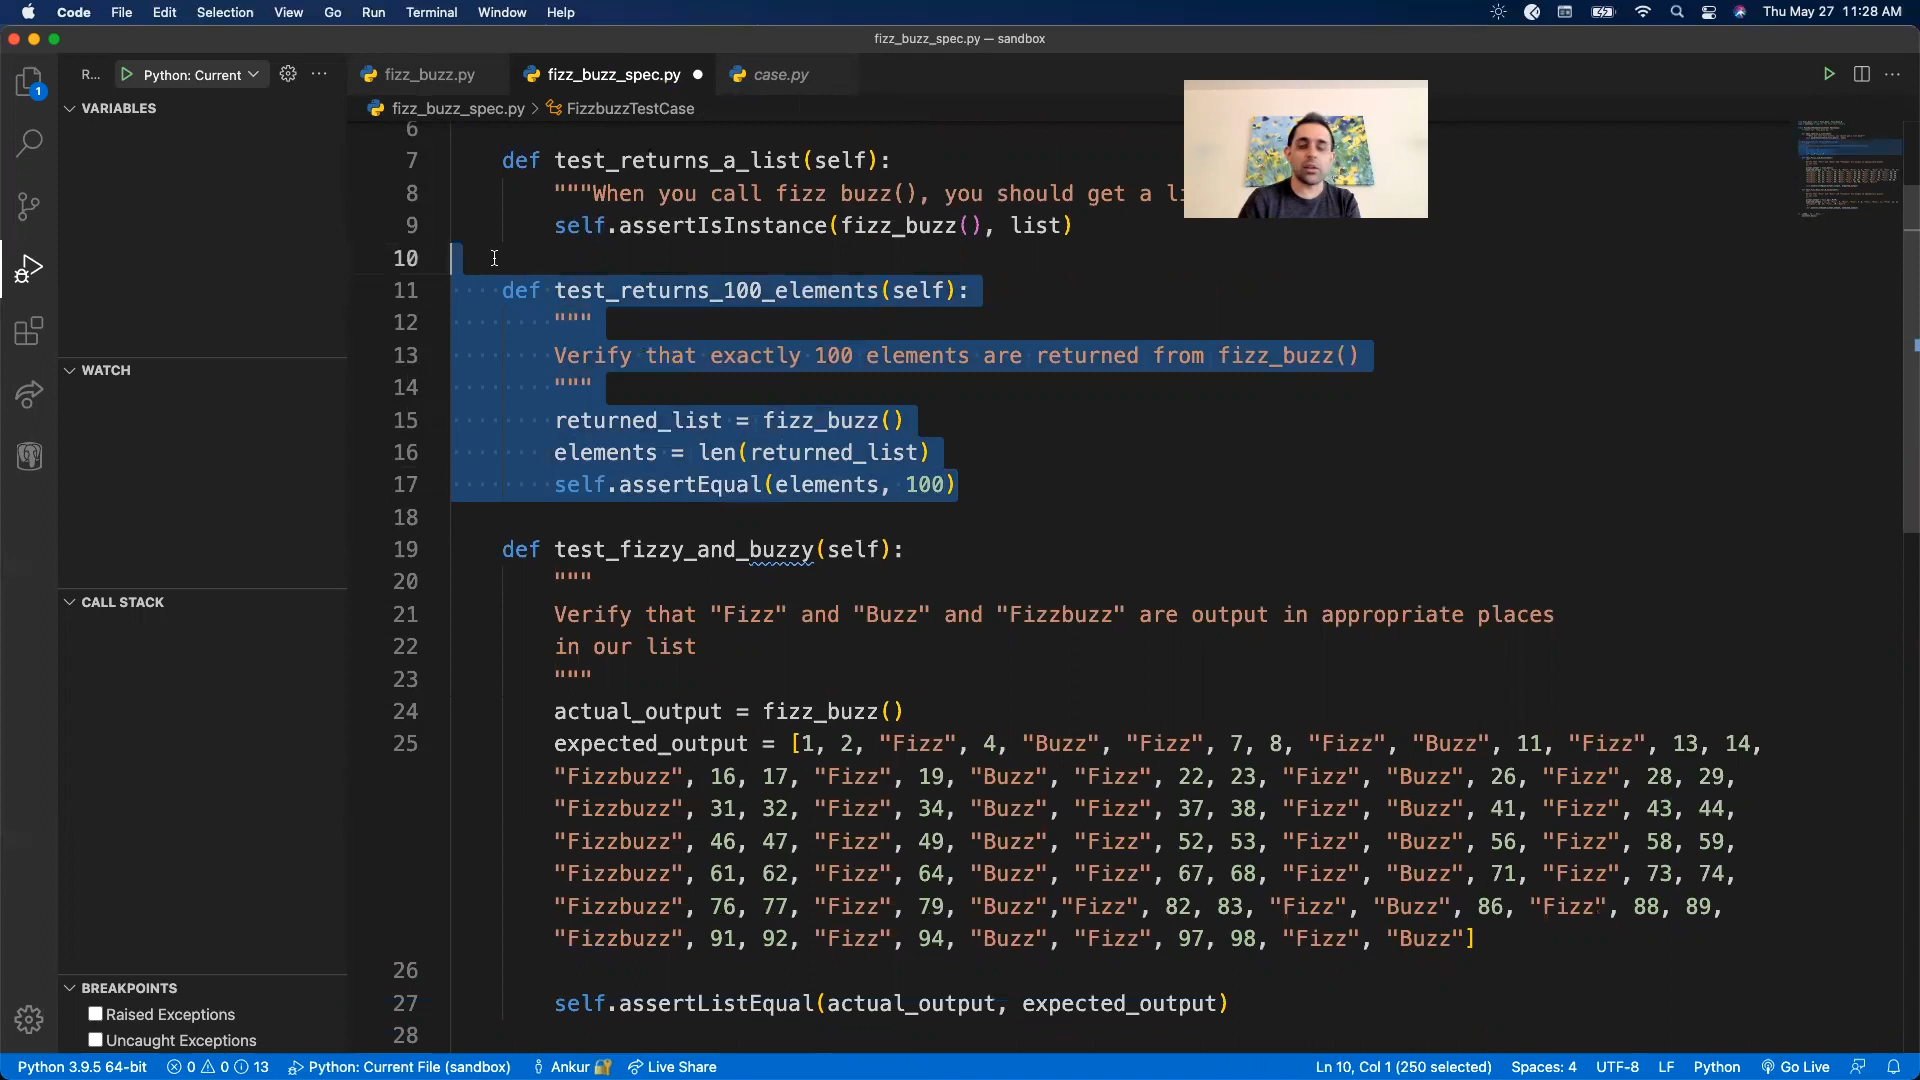 Code File Edit Selection View Go Run Terminal Window Help Thu May 27 11:28 AM
fizz_buzz_spec.py — sandbox
R... Python: Current ··· fizz_buzz.py fizz_buzz_spec.py case.py ···
VARIABLES
fizz_buzz_spec.py > FizzbuzzTestCase
6
7 def test_returns_a_list(self):
8 """When you call fizz buzz(), you should get a li
9 self.assertIsInstance(fizz_buzz(), list)
10
11 def test_returns_100_elements(self):
12 """
13 Verify that exactly 100 elements are returned from fizz_buzz()
14 """
15 returned_list = fizz_buzz()
16 elements = len(returned_list)
17 self.assertEqual(elements, 100)
18
19 def test_fizzy_and_buzzy(self):
20 """
21 Verify that "Fizz" and "Buzz" and "Fizzbuzz" are output in appropriate places
22 in our list
23 """
24 actual_output = fizz_buzz()
25 expected_output = [1, 2, "Fizz", 4, "Buzz", "Fizz", 7, 8, "Fizz", "Buzz", 11, "Fizz", 13, 14,
"Fizzbuzz", 16, 17, "Fizz", 19, "Buzz", "Fizz", 22, 23, "Fizz", "Buzz", 26, "Fizz", 28, 29,
"Fizzbuzz", 31, 32, "Fizz", 34, "Buzz", "Fizz", 37, 38, "Fizz", "Buzz", 41, "Fizz", 43, 44,
"Fizzbuzz", 46, 47, "Fizz", 49, "Buzz", "Fizz", 52, 53, "Fizz", "Buzz", 56, "Fizz", 58, 59,
"Fizzbuzz", 61, 62, "Fizz", 64, "Buzz", "Fizz", 67, 68, "Fizz", "Buzz", 71, "Fizz", 73, 74,
"Fizzbuzz", 76, 77, "Fizz", 79, "Buzz","Fizz", 82, 83, "Fizz", "Buzz", 86, "Fizz", 88, 89,
"Fizzbuzz", 91, 92, "Fizz", 94, "Buzz", "Fizz", 97, 98, "Fizz", "Buzz"]
26
27 self.assertListEqual(actual_output, expected_output)
28
1
WATCH
CALL STACK
BREAKPOINTS
Raised Exceptions
Uncaught Exceptions
Python 3.9.5 64-bit 0 0 13 Python: Current File (sandbox) Ankur Live Share Ln 10, Col 1 (250 selected) Spaces: 4 UTF-8 LF Python Go Live